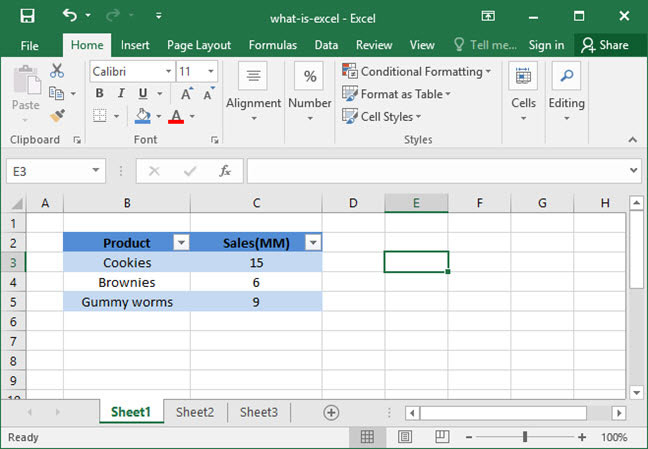 what-is-excel - Excel
File Home Insert Page Layout Formulas Data Review View Tell me... Sign in Share
Calibri 11 Conditional Formatting
Paste Alignment Number Format as Table Cells Editing
B I U A A Cell Styles
Clipboard Font Styles
E3 fx
A B C D E F G H
1
2 Product Sales(MM)
3 Cookies 15
4 Brownies 6
5 Gummy worms 9
6
7
8
9
10
Sheet1 Sheet2 Sheet3
Ready 100%